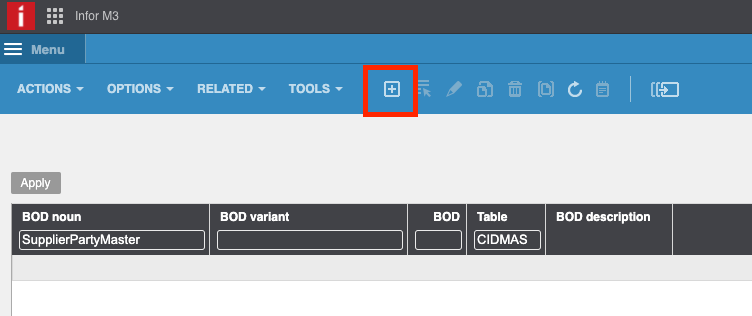 i Infor M3
Menu
ACTIONS OPTIONS RELATED TOOLS
Apply
BOD noun BOD variant BOD Table BOD description
SupplierPartyMaster CIDMAS